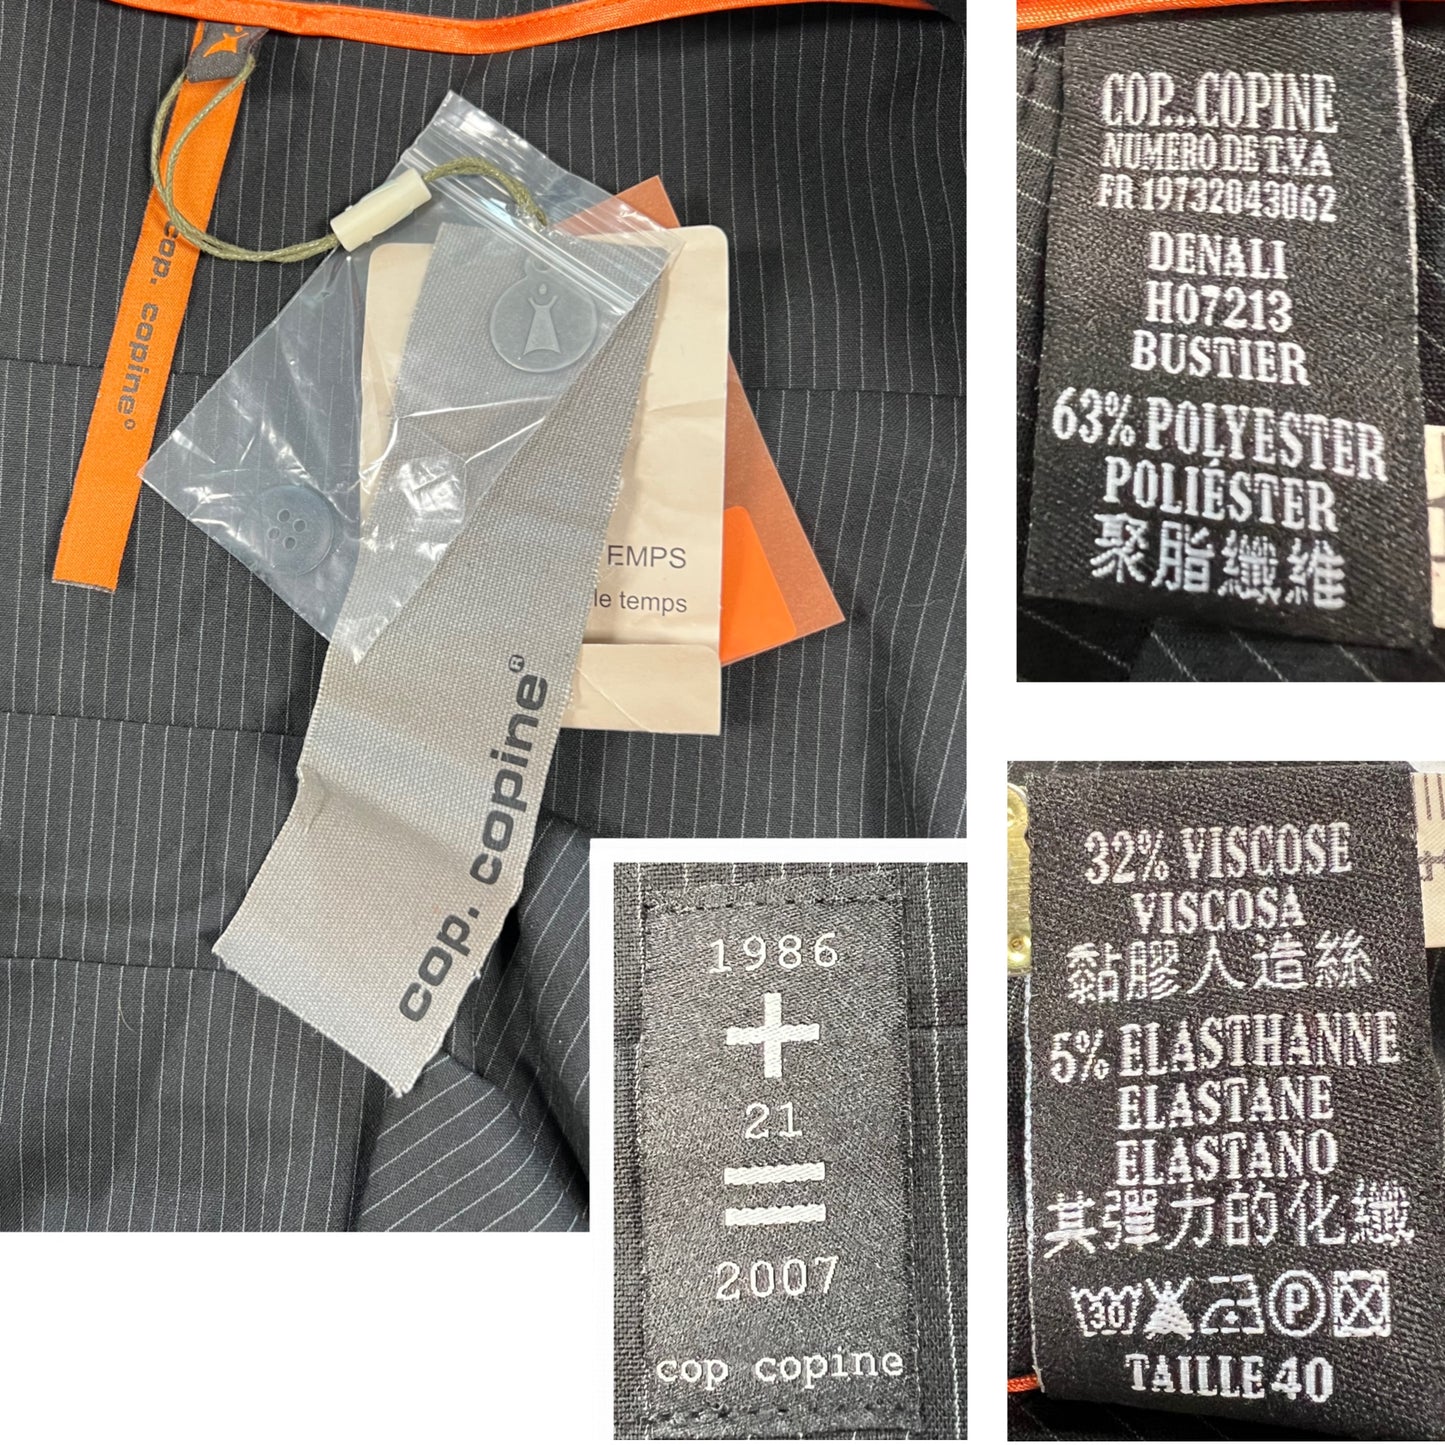 cop. copine®
EMPS
le temps
cop. copine®
COP...COPINE
NUMÉRO DE T.V.A
FR 19732043062
DENALI
H07213
BUSTIER
63% POLYESTER
POLIÉSTER
聚脂纖維
1986
+
21
=
2007
cop copine
32% VISCOSE
VISCOSA
黏膠人造絲
5% ELASTHANNE
ELASTANE
ELASTANO
其彈力的化纖
30 P
TAILLE 40